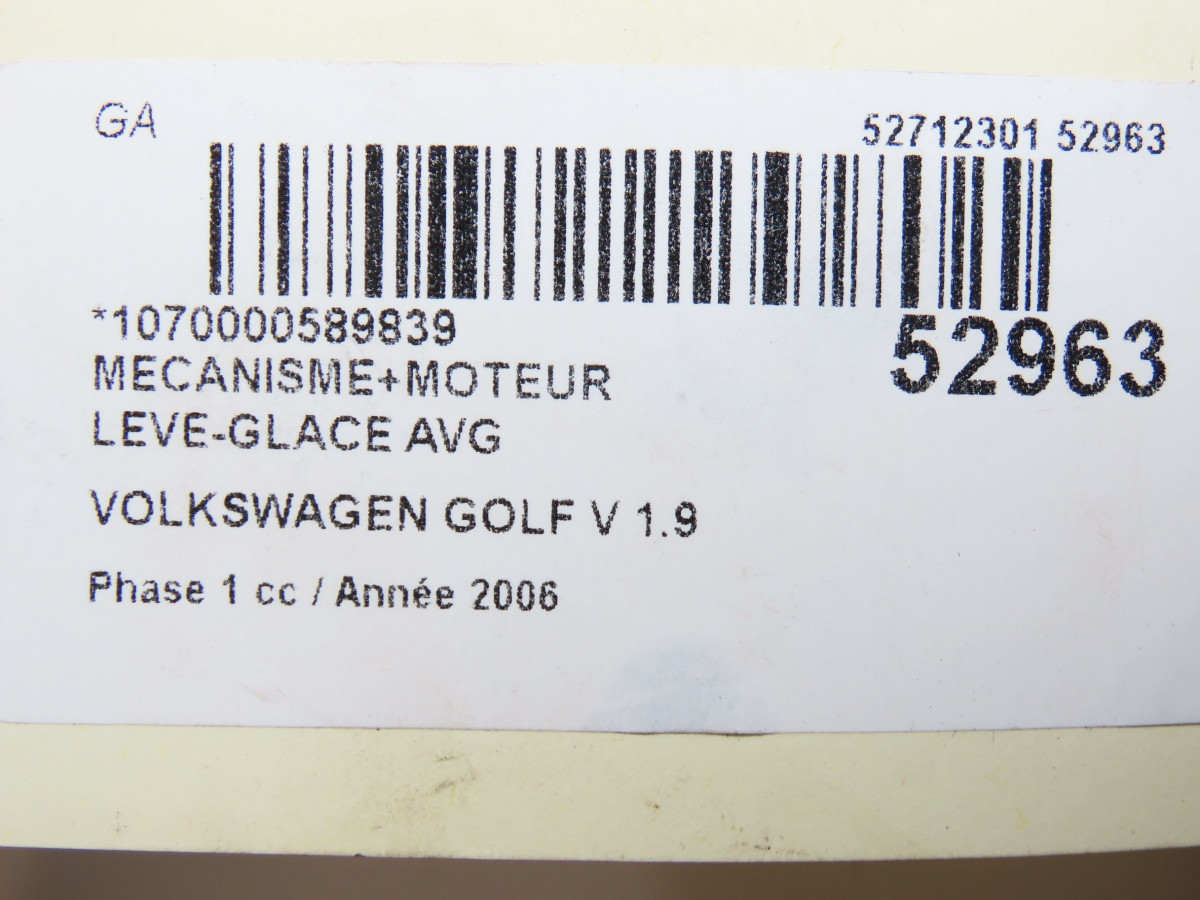 GA
52712301 52963
*1070000589839
52963
MECANISME+MOTEUR
LEVE-GLACE AVG
VOLKSWAGEN GOLF V 1.9
Phase 1 cc / Année 2006